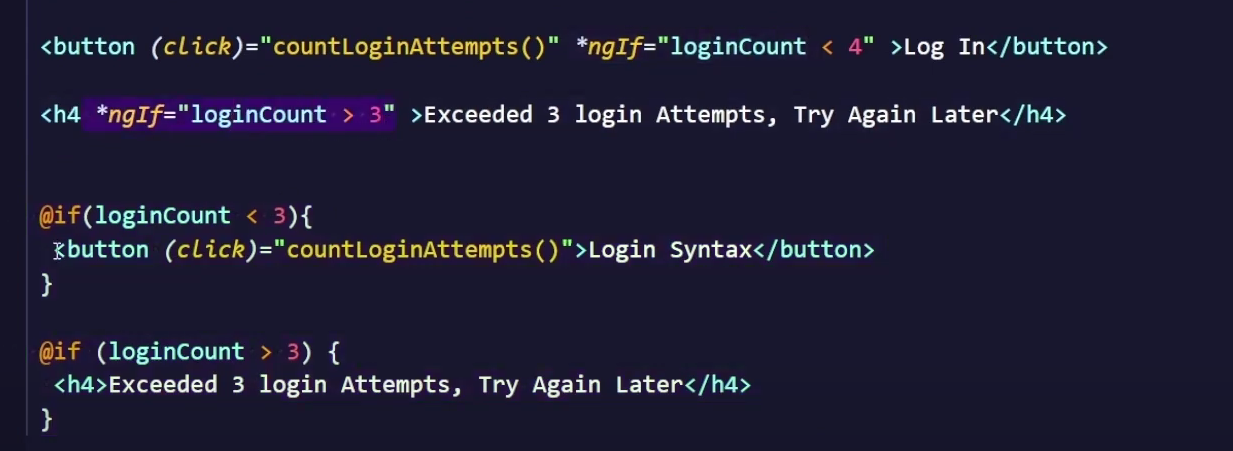 <button (click)="countLoginAttempts()" *ngIf="loginCount < 4" >Log In</button>
<h4 *ngIf="loginCount > 3" >Exceeded 3 login Attempts, Try Again Later</h4>
@if(loginCount < 3){
<button (click)="countLoginAttempts()">Login Syntax</button>
}
@if (loginCount > 3) {
<h4>Exceeded 3 login Attempts, Try Again Later</h4>
}